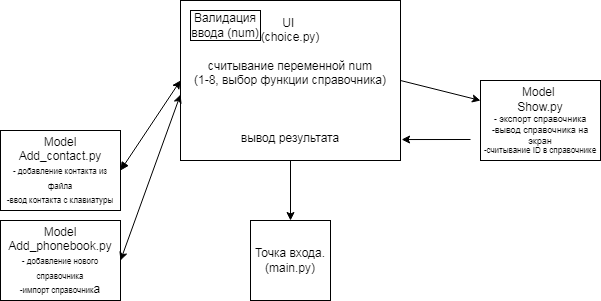 Валидация
ввода (num)
UI
(choice.py)
считывание переменной num
(1-8, выбор функции справочника)
вывод результата
Model
Show.py
- экспорт справочника
-вывод справочника на
экран
-считывание ID в справочнике
Model
Add_contact.py
- добавление контакта из
файла
-ввод контакта с клавиатуры
Model
Add_phonebook.py
- добавление нового
справочника
-импорт справочника
Точка входа.
(main.py)